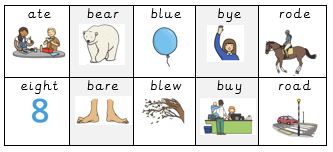 ate bear blue bye rode
eight bare blew buy road
8